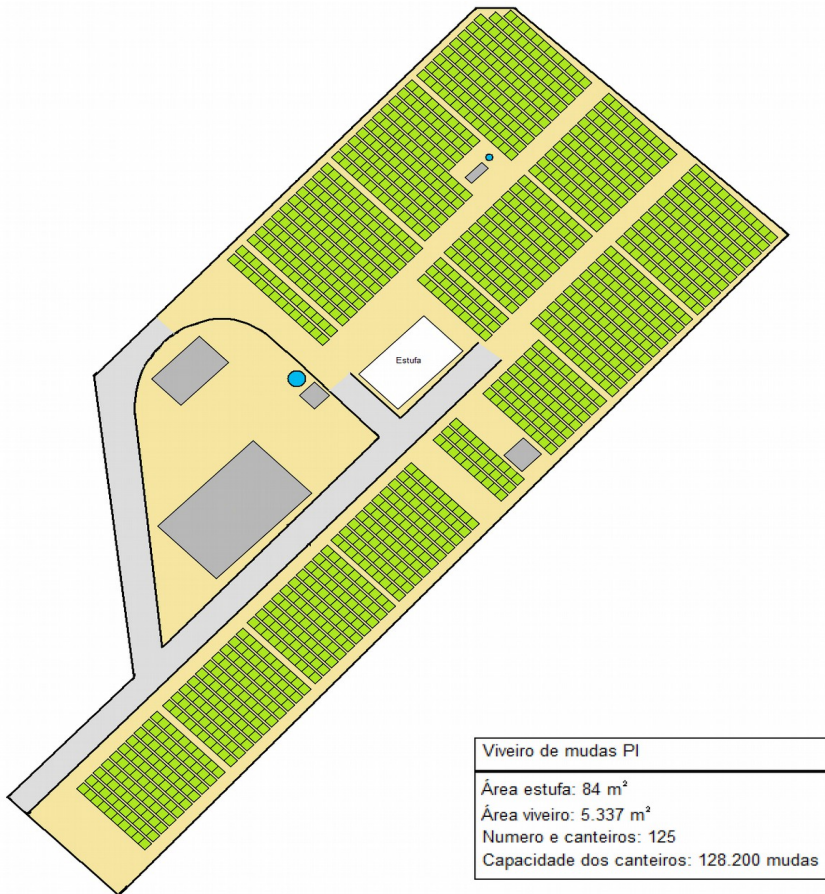 Estufa
Viveiro de mudas PI
Área estufa: 84 m²
Área viveiro: 5.337 m²
Numero e canteiros: 125
Capacidade dos canteiros: 128.200 mudas